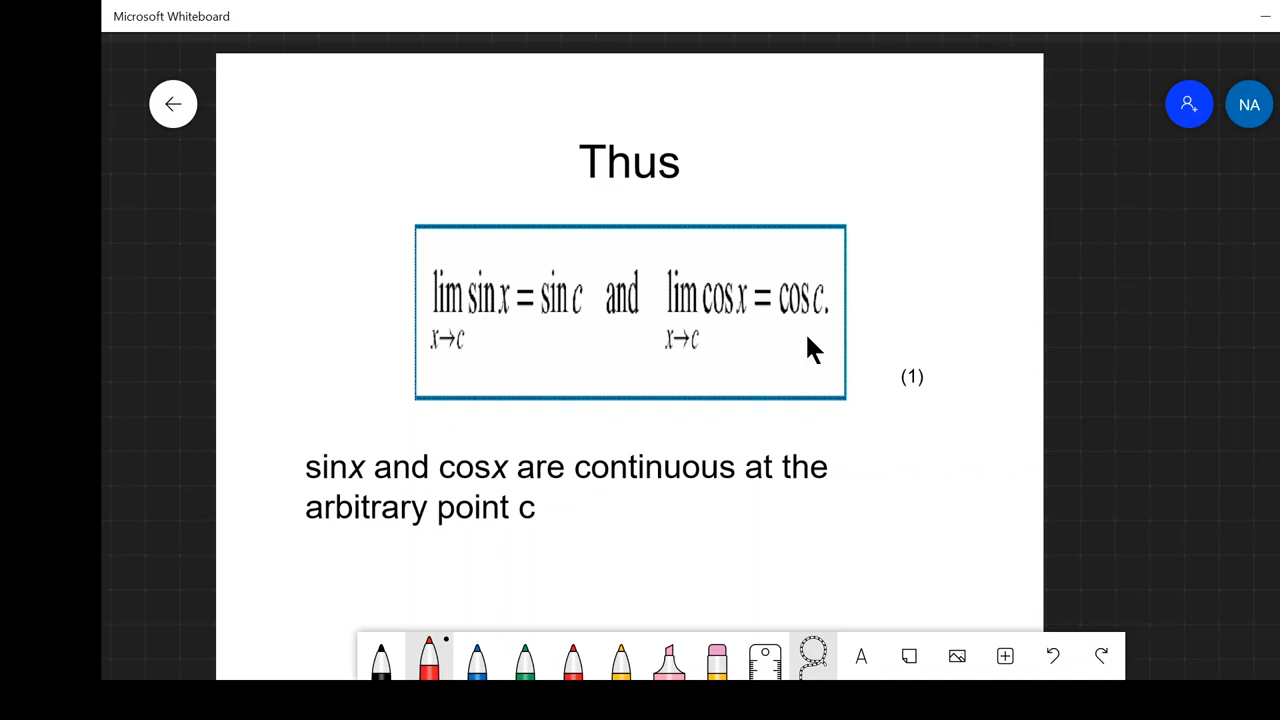 Microsoft Whiteboard
NA
Thus
lim sin x = sin c and lim cos x = cos c.
x→c x→c
(1)
sinx and cosx are continuous at the
arbitrary point c
A